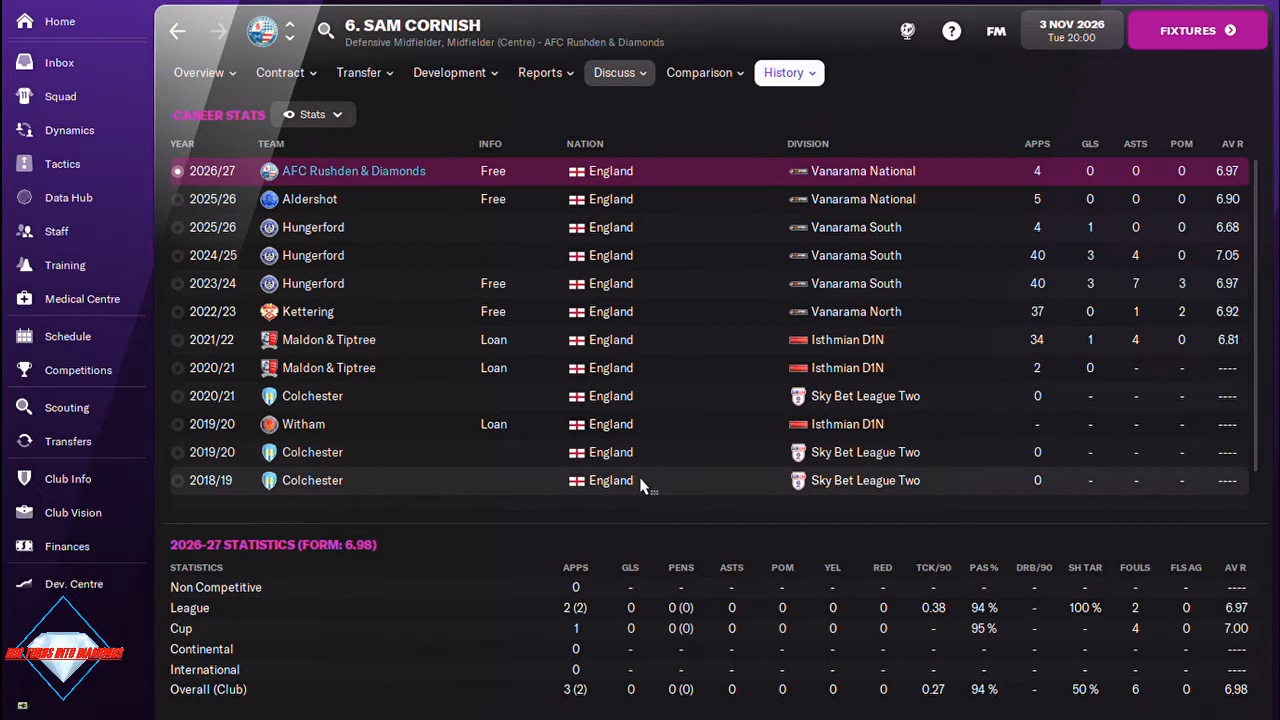 Home
Inbox
Squad
Dynamics
Tactics
Data Hub
Staff
Training
Medical Centre
Schedule
Competitions
Scouting
Transfers
Club Info
Club Vision
Finances
Dev. Centre
6. SAM CORNISH
Defensive Midfielder, Midfielder (Centre) - AFC Rushden & Diamonds
? FM 3 NOV 2026 FIXTURES
Tue 20:00
Overview Contract Transfer Development Reports Discuss Comparison History
CAREER STATS Stats
YEAR TEAM INFO NATION DIVISION APPS GLS ASTS POM AV R
2026/27 AFC Rushden & Diamonds Free England Vanarama National 4 0 0 0 6.97
2025/26 Aldershot Free England Vanarama National 5 0 0 0 6.90
2025/26 Hungerford England Vanarama South 4 1 0 0 6.68
2024/25 Hungerford England Vanarama South 40 3 4 0 7.05
2023/24 Hungerford Free England Vanarama South 40 3 7 3 6.97
2022/23 Kettering Free England Vanarama North 37 0 1 2 6.92
2021/22 Maldon & Tiptree Loan England Isthmian D1N 34 1 4 0 6.81
2020/21 Maldon & Tiptree Loan England Isthmian D1N 2 0 - - ----
2020/21 Colchester England Sky Bet League Two 0 - - - ----
2019/20 Witham Loan England Isthmian D1N - - - - ----
2019/20 Colchester England Sky Bet League Two 0 - - - ----
2018/19 Colchester England Sky Bet League Two 0 - - - ----
2026-27 STATISTICS (FORM: 6.98)
STATISTICS APPS GLS PENS ASTS POM YEL RED TCK/90 PAS % DRB/90 SH TAR FOULS FLS AG AV R
Non Competitive 0 - - - - - - - - - - - - ----
League 2 (2) 0 0 (0) 0 0 0 0 0.38 94 % - 100 % 2 0 6.97
Cup 1 0 0 (0) 0 0 0 0 - 95 % - - 4 0 7.00
Continental 0 - - - - - - - - - - - - ----
International 0 - - - - - - - - - - - - ----
Overall (Club) 3 (2) 0 0 (0) 0 0 0 0 0.27 94 % - 50 % 6 0 6.98